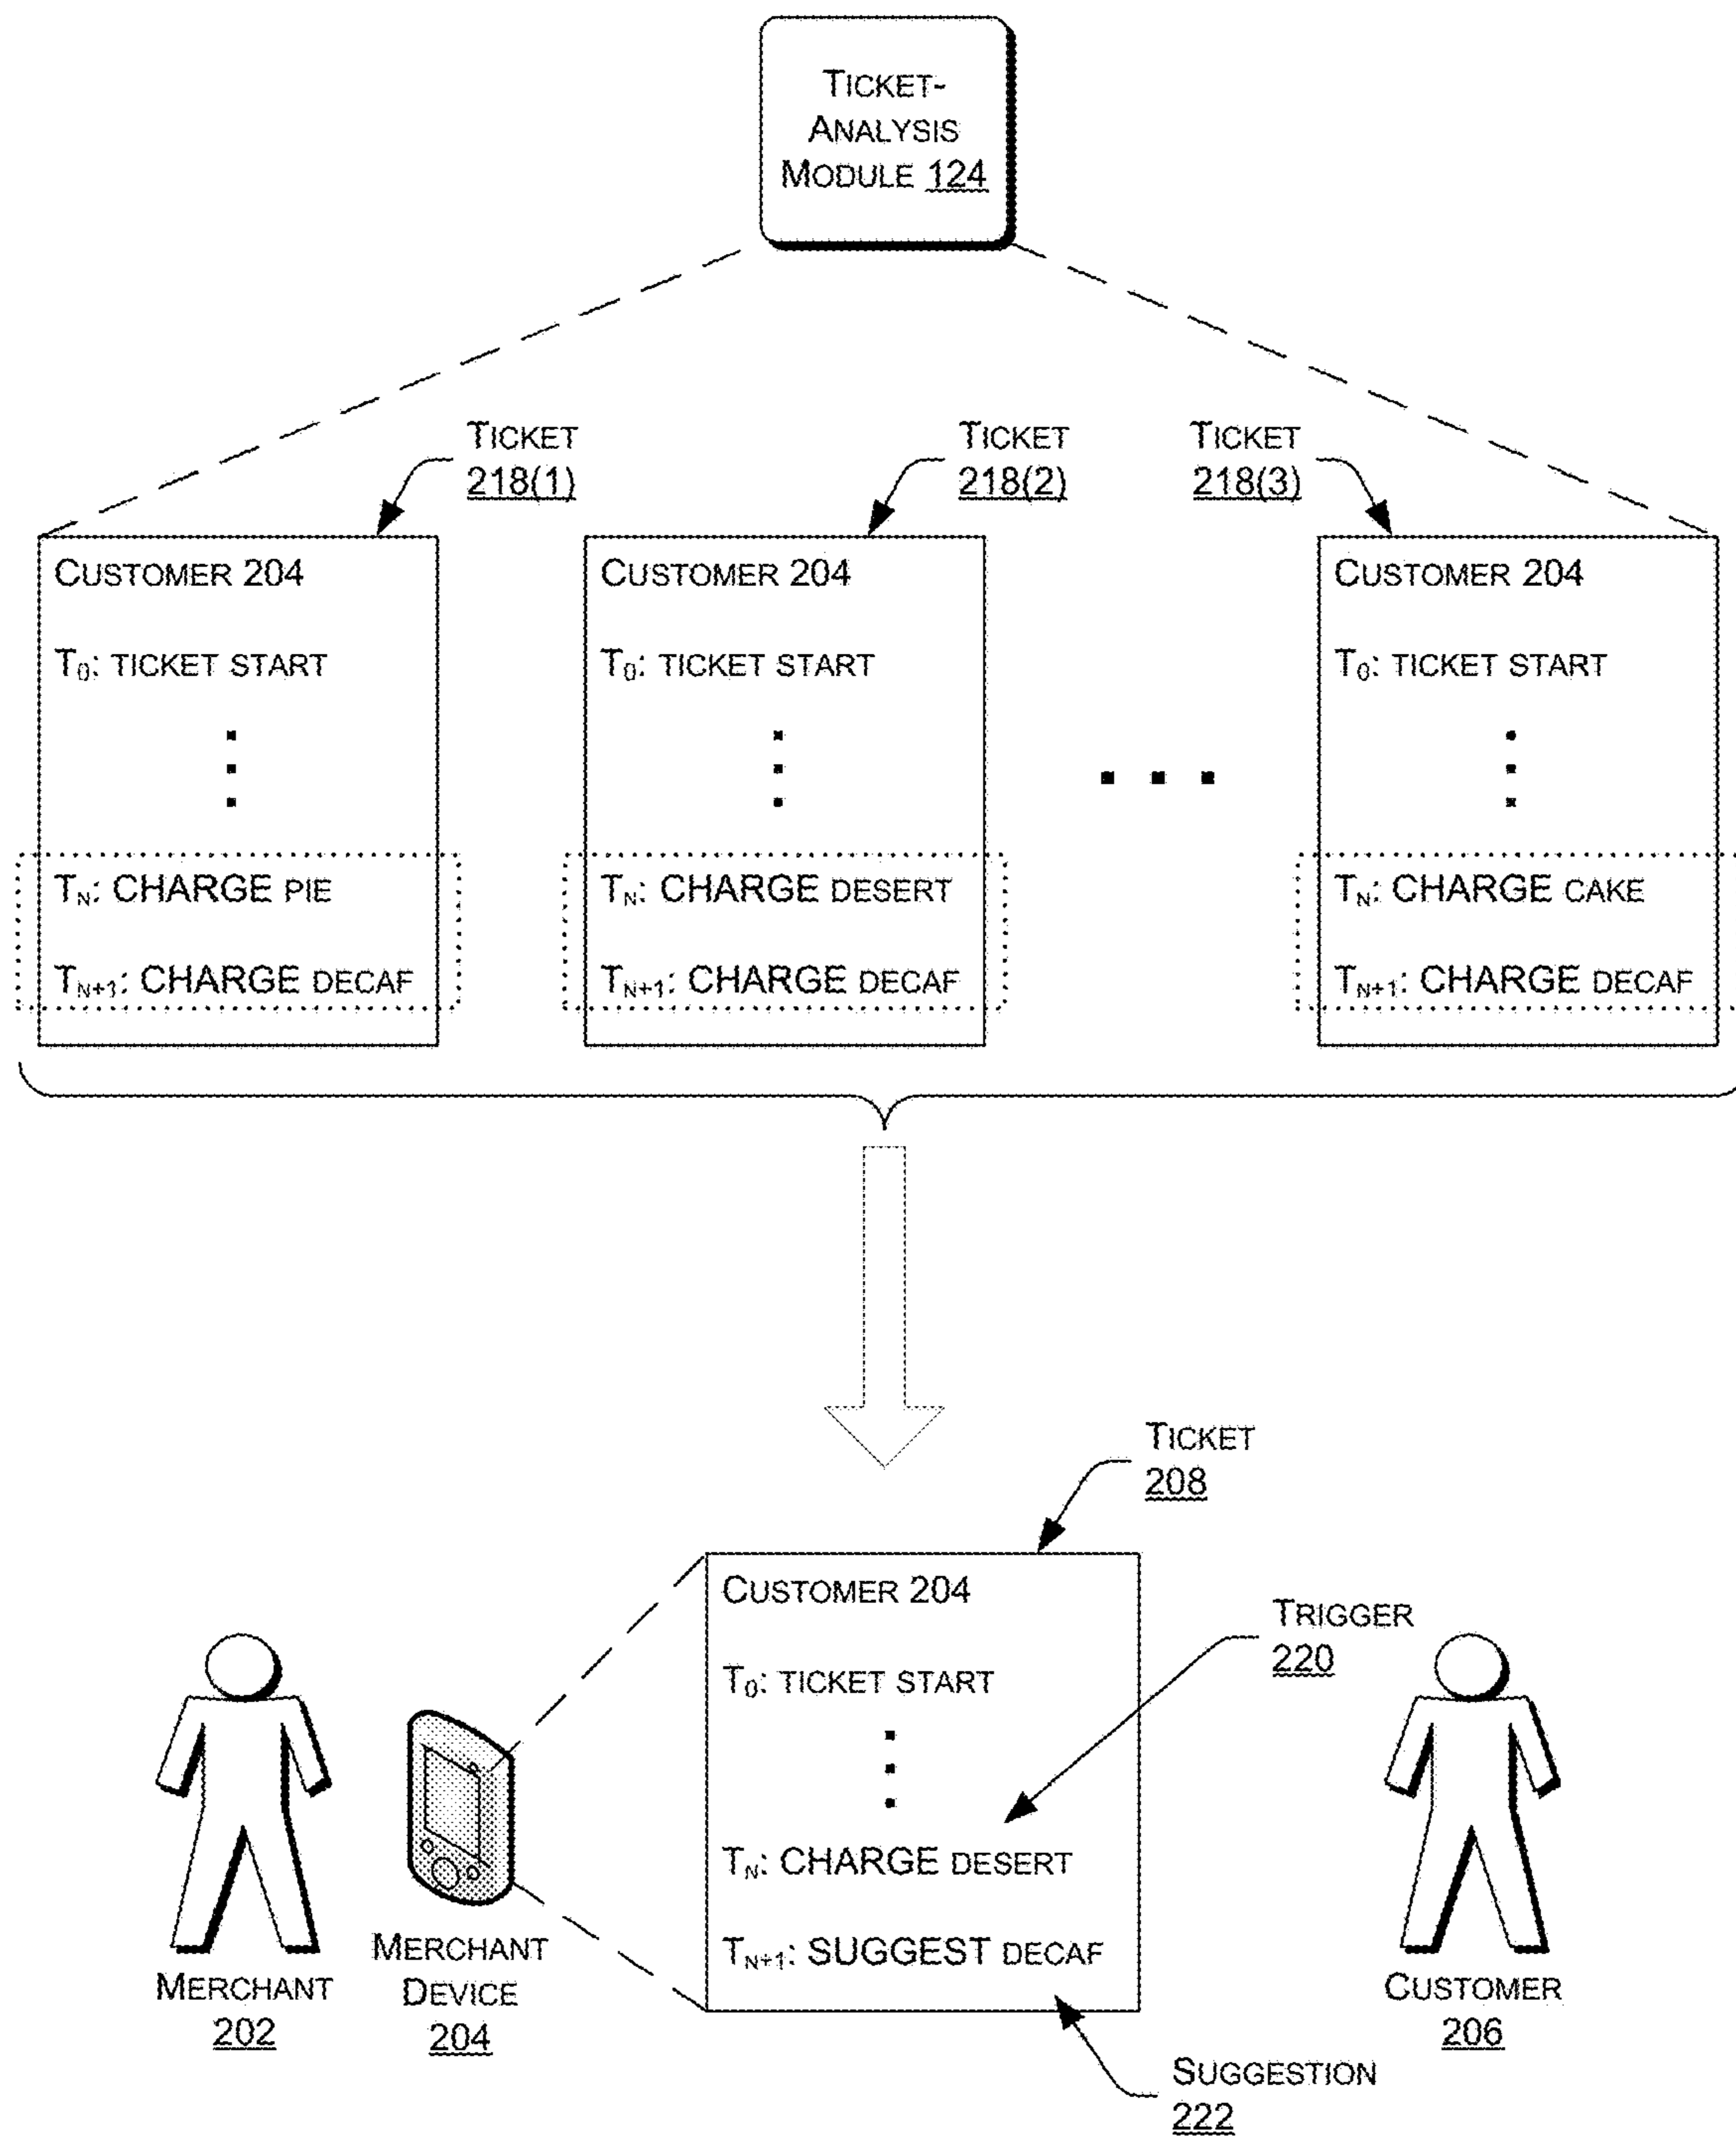 TICKET-
ANALYSIS
MODULE 124
TICKET
218(1)
TICKET
218(2)
TICKET
218(3)
CUSTOMER 204
T0: TICKET START
TN: CHARGE PIE
TN+1: CHARGE DECAF
CUSTOMER 204
T0: TICKET START
TN: CHARGE DESERT
TN+1: CHARGE DECAF
CUSTOMER 204
T0: TICKET START
TN: CHARGE CAKE
TN+1: CHARGE DECAF
TICKET
208
CUSTOMER 204
T0: TICKET START
TN: CHARGE DESERT
TN+1: SUGGEST DECAF
TRIGGER
220
MERCHANT
202
MERCHANT
DEVICE
204
CUSTOMER
206
SUGGESTION
222